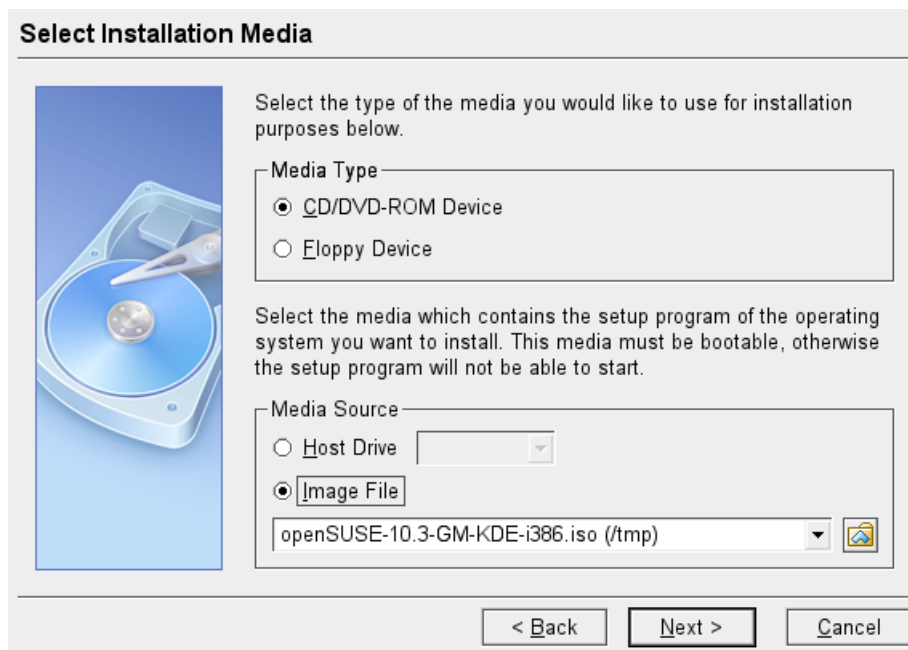 Select Installation Media
Select the type of the media you would like to use for installation
purposes below.
Media Type
CD/DVD-ROM Device
Floppy Device
Select the media which contains the setup program of the operating
system you want to install. This media must be bootable, otherwise
the setup program will not be able to start.
Media Source
Host Drive
Image File
openSUSE-10.3-GM-KDE-i386.iso (/tmp)
< Back Next > Cancel